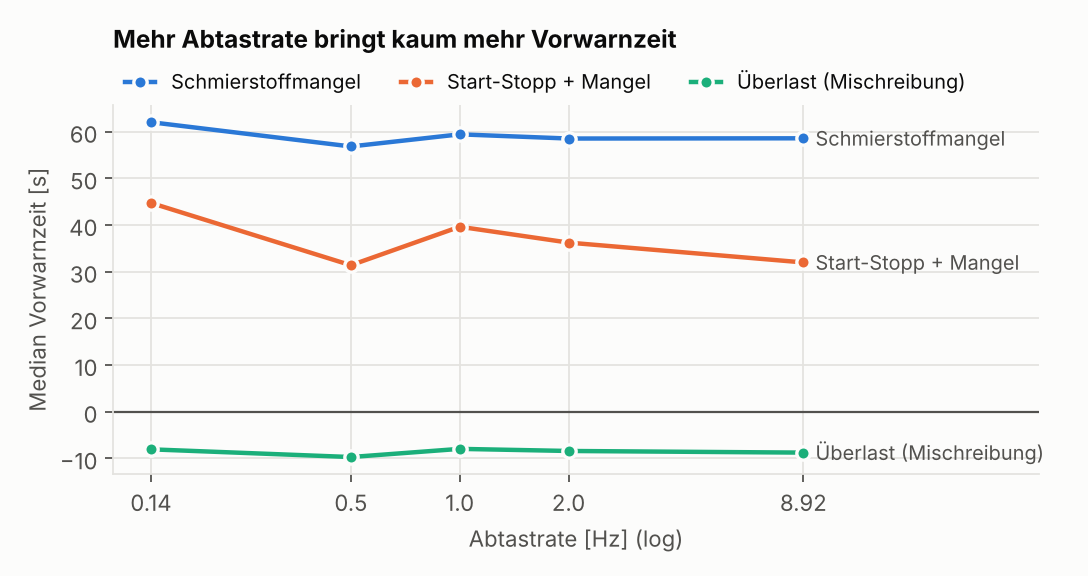 Mehr Abtastrate bringt kaum mehr Vorwarnzeit
Schmierstoffmangel
Start-Stopp + Mangel
Überlast (Mischreibung)
Median Vorwarnzeit [s]
60
50
40
30
20
10
0
−10
Schmierstoffmangel
Start-Stopp + Mangel
Überlast (Mischreibung)
0.14
0.5
1.0
2.0
8.92
Abtastrate [Hz] (log)